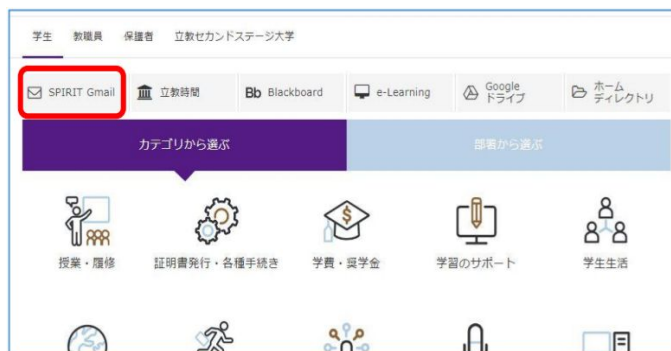 学生 教職員 保護者 立教セカンドステージ大学
SPIRIT Gmail
立教時間
Bb Blackboard
e-Learning
Google
ドライブ
ホーム
ディレクトリ
カテゴリから選ぶ
部署から選ぶ
授業・履修
証明書発行・各種手続き
学費・奨学金
学習のサポート
学生生活